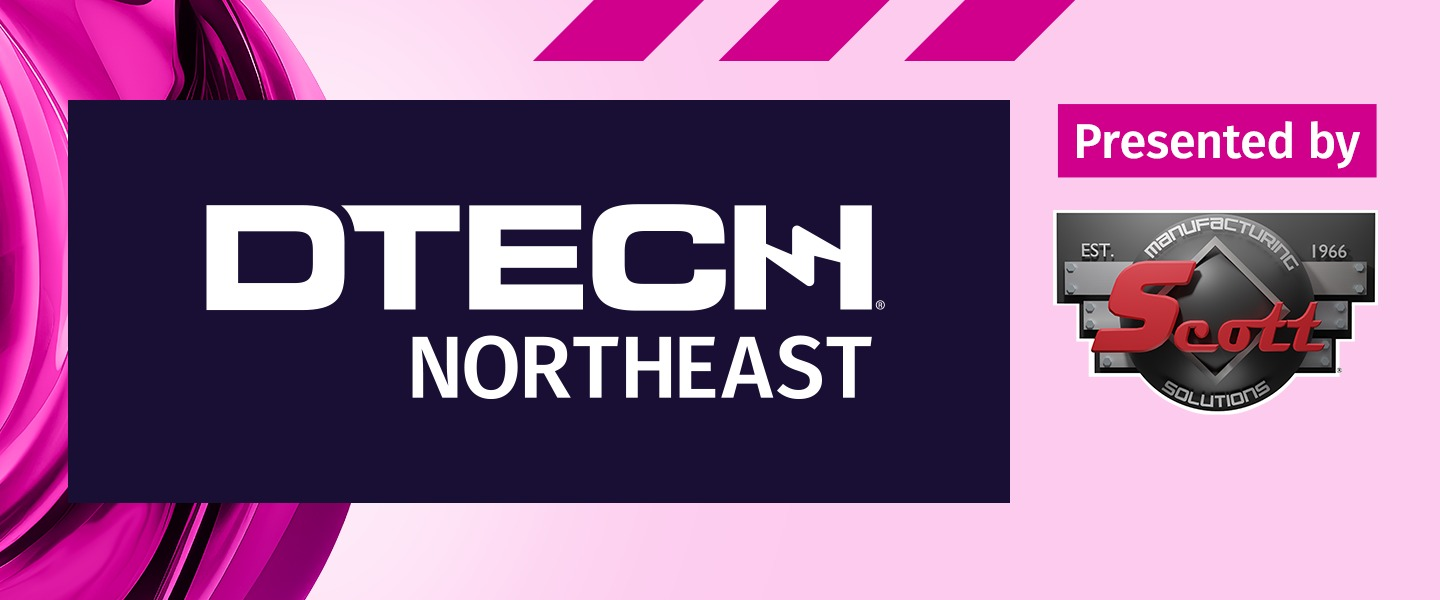 DTECH®
NORTHEAST
Presented by
EST. MANUFACTURING 1966
Scott
SOLUTIONS